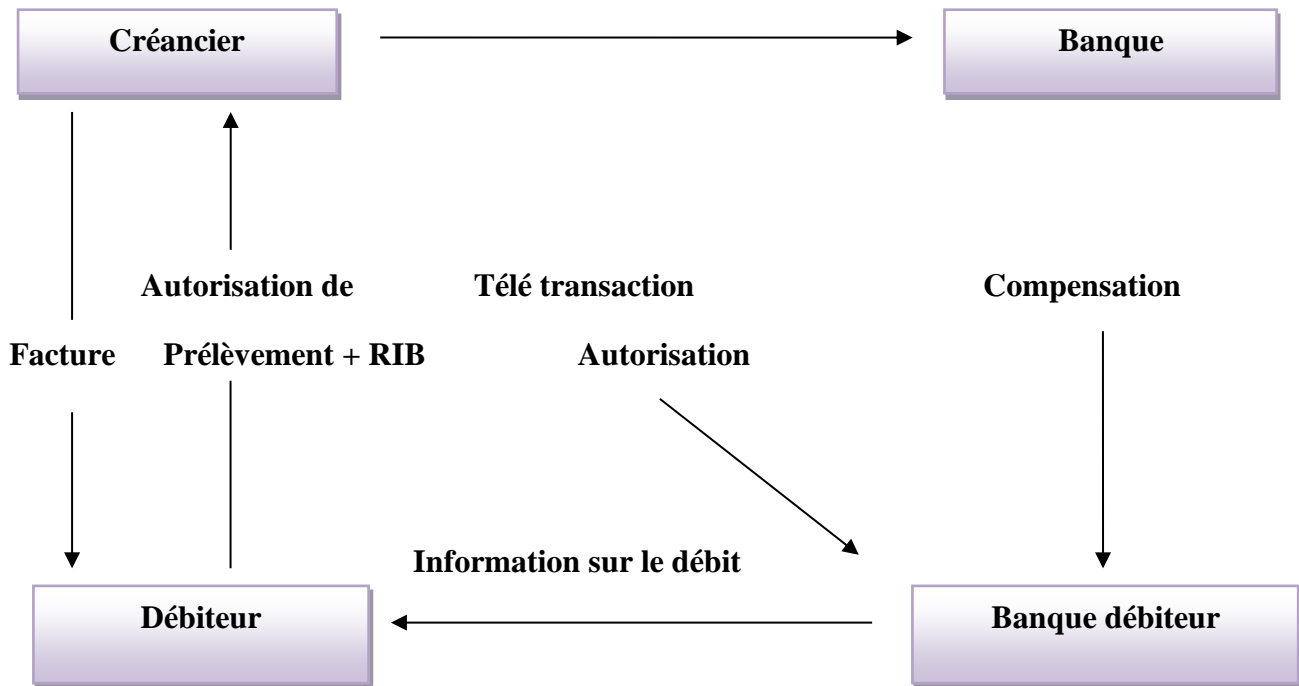 Créancier
Banque
Autorisation de
Télé transaction
Compensation
Facture
Prélèvement + RIB
Autorisation
Information sur le débit
Débiteur
Banque débiteur